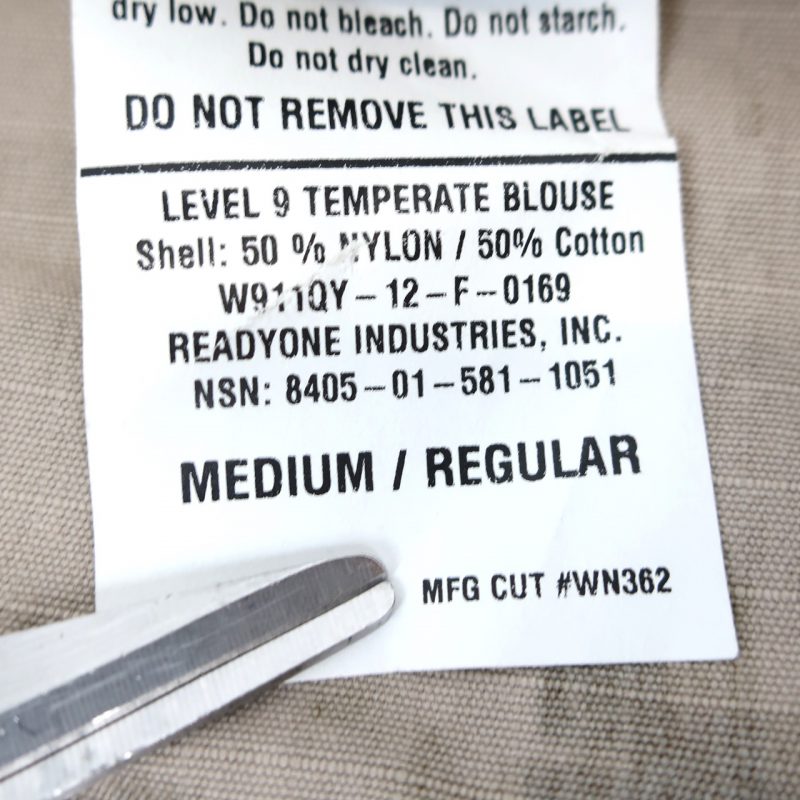 dry low. Do not bleach. Do not starch.
Do not dry clean.
DO NOT REMOVE THIS LABEL
LEVEL 9 TEMPERATE BLOUSE
Shell: 50 % NYLON / 50% Cotton
W911QY-12-F-0169
READYONE INDUSTRIES, INC.
NSN: 8405-01-581-1051
MEDIUM / REGULAR
MFG CUT #WN362